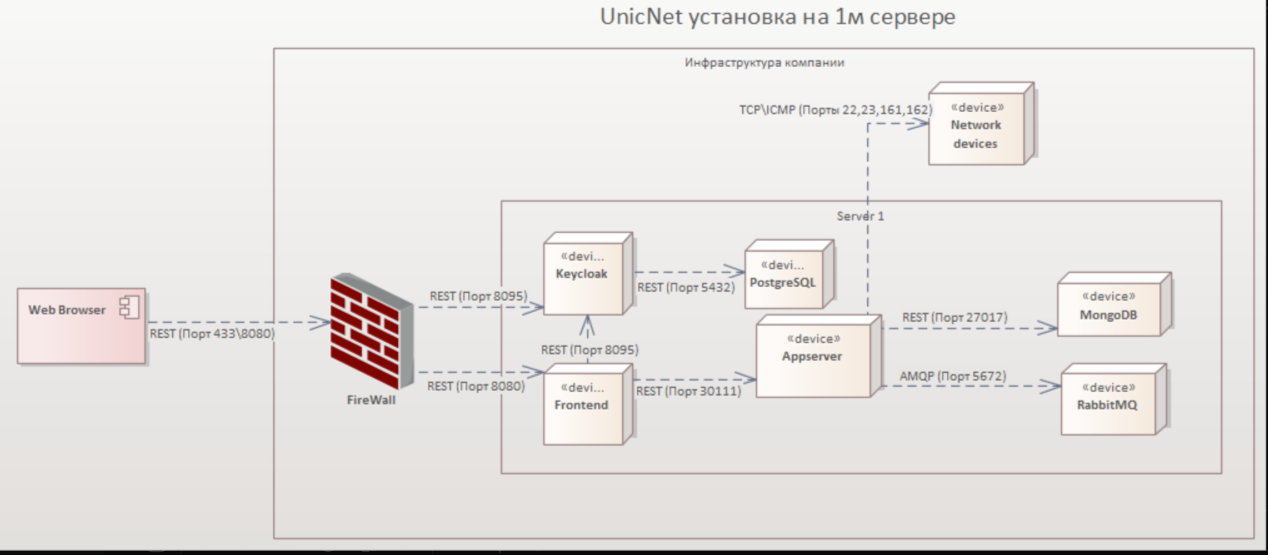 UnicNet установка на 1м сервере
Инфраструктура компании
TCP\ICMP (Порты 22,23,161,162)
«device»
Network
devices
Server 1
«devi...
Keycloak
«devi...
PostgreSQL
REST (Порт 5432)
REST (Порт 8095)
Web Browser
REST (Порт 433\8080)
FireWall
REST (Порт 8095)
REST (Порт 8080)
«devi...
Frontend
REST (Порт 30111)
«device»
Appserver
REST (Порт 27017)
«device»
MongoDB
AMQP (Порт 5672)
«device»
RabbitMQ